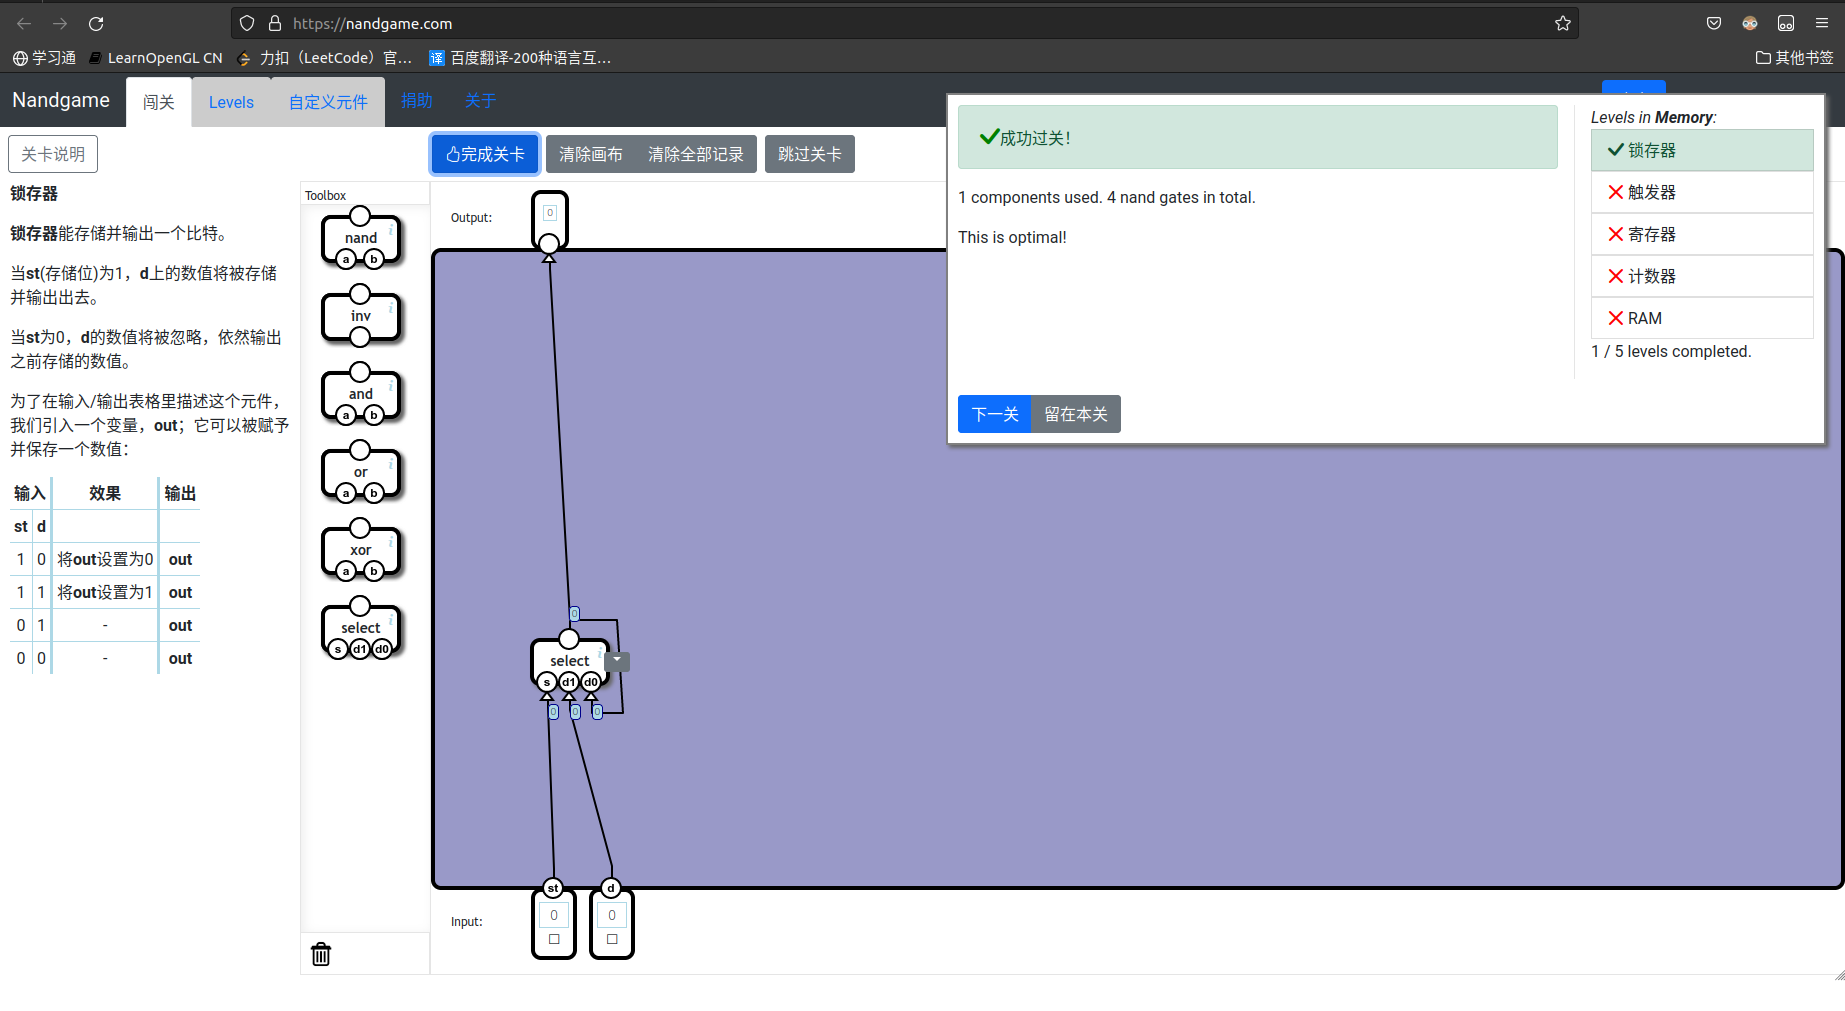 https://nandgame.com
学习通
LearnOpenGL CN
力扣（LeetCode）官…
译 百度翻译-200种语言互…
其他书签
Nandgame
闯关
Levels
自定义元件
捐助
关于
关卡说明
完成关卡
清除画布
清除全部记录
跳过关卡
锁存器
锁存器能存储并输出一个比特。
当st(存储位)为1，d上的数值将被存储
并输出出去。
当st为0，d的数值将被忽略，依然输出
之前存储的数值。
为了在输入/输出表格里描述这个元件，
我们引入一个变量，out；它可以被赋予
并保存一个数值：
输入 效果 输出
st d
1 0 将out设置为0 out
1 1 将out设置为1 out
0 1 - out
0 0 - out
Toolbox
nand
a b
inv
and
a b
or
a b
xor
a b
select
s d1 d0
Output:
0
0
select
s d1 d0
0 0 0
st d
Input:
0 0
成功过关！
1 components used. 4 nand gates in total.
This is optimal!
下一关
留在本关
Levels in Memory:
锁存器
触发器
寄存器
计数器
RAM
1 / 5 levels completed.